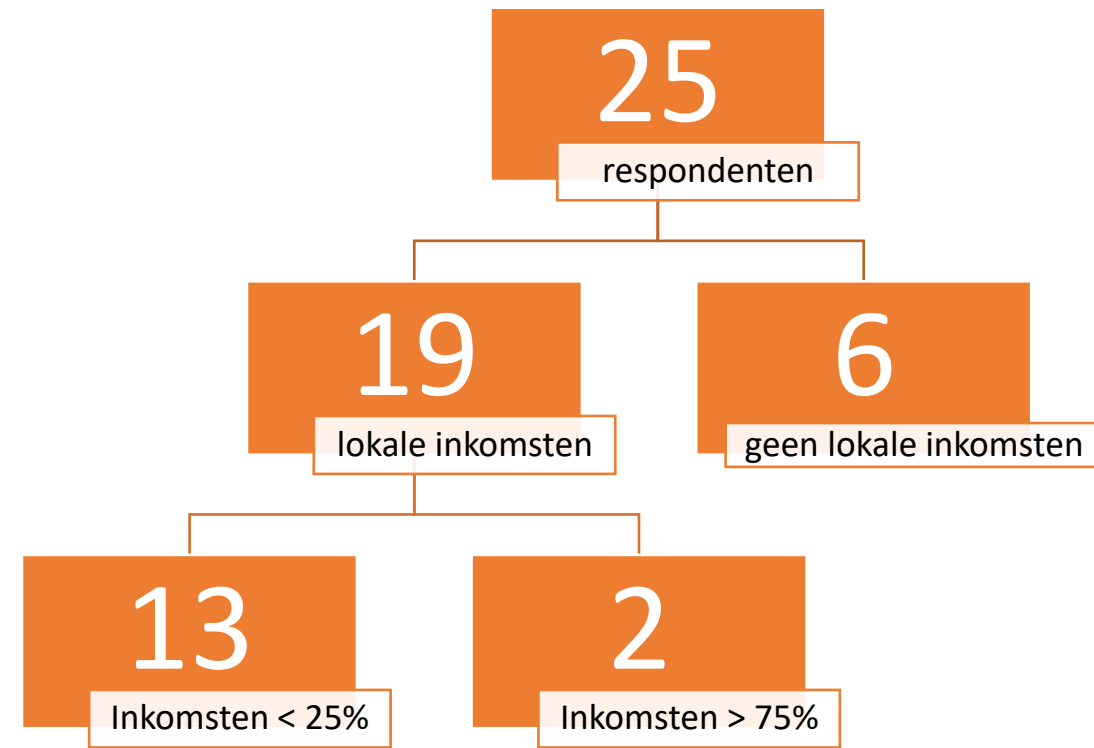 25
respondenten
19
lokale inkomsten
6
geen lokale inkomsten
13
Inkomsten < 25%
2
Inkomsten > 75%